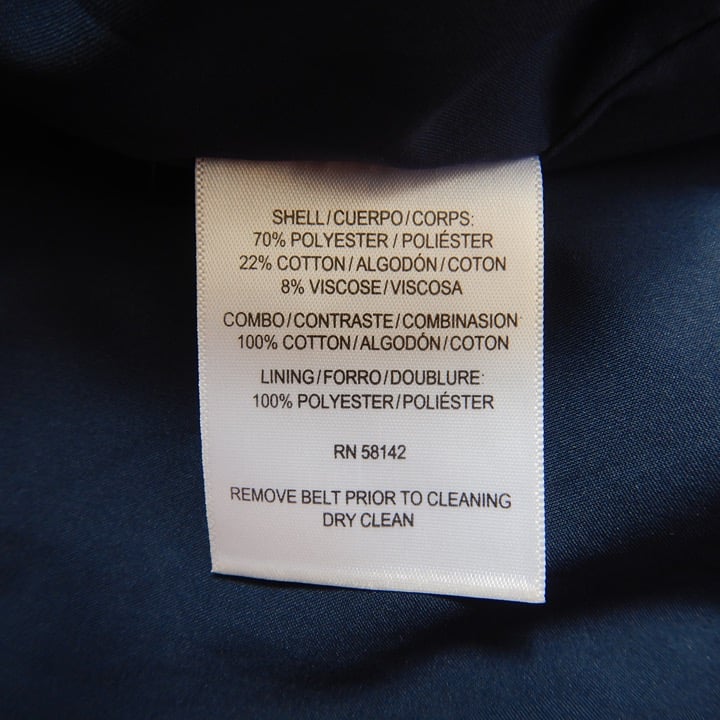 SHELL/CUERPO/CORPS:
70% POLYESTER / POLIÉSTER
22% COTTON/ALGODÓN/COTON
8% VISCOSE/VISCOSA
COMBO/CONTRASTE/COMBINASION:
100% COTTON/ALGODÓN/COTON
LINING/FORRO/DOUBLURE:
100% POLYESTER/POLIÉSTER
RN 58142
REMOVE BELT PRIOR TO CLEANING
DRY CLEAN